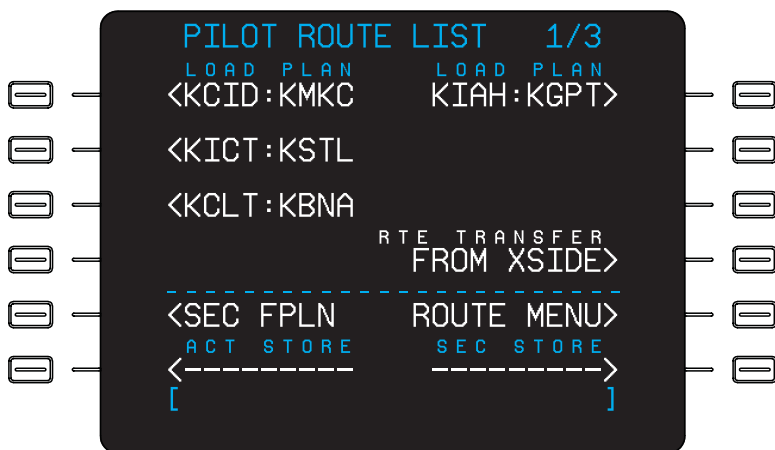 PILOT ROUTE LIST 1/3
LOAD PLAN LOAD PLAN
<KCID:KMKC KIAH:KGPT>
<KICT:KSTL
<KCLT:KBNA
RTE TRANSFER
FROM XSIDE>
--------------------------------
<SEC FPLN ROUTE MENU>
ACT STORE SEC STORE
<---------- ---------->
[ ]